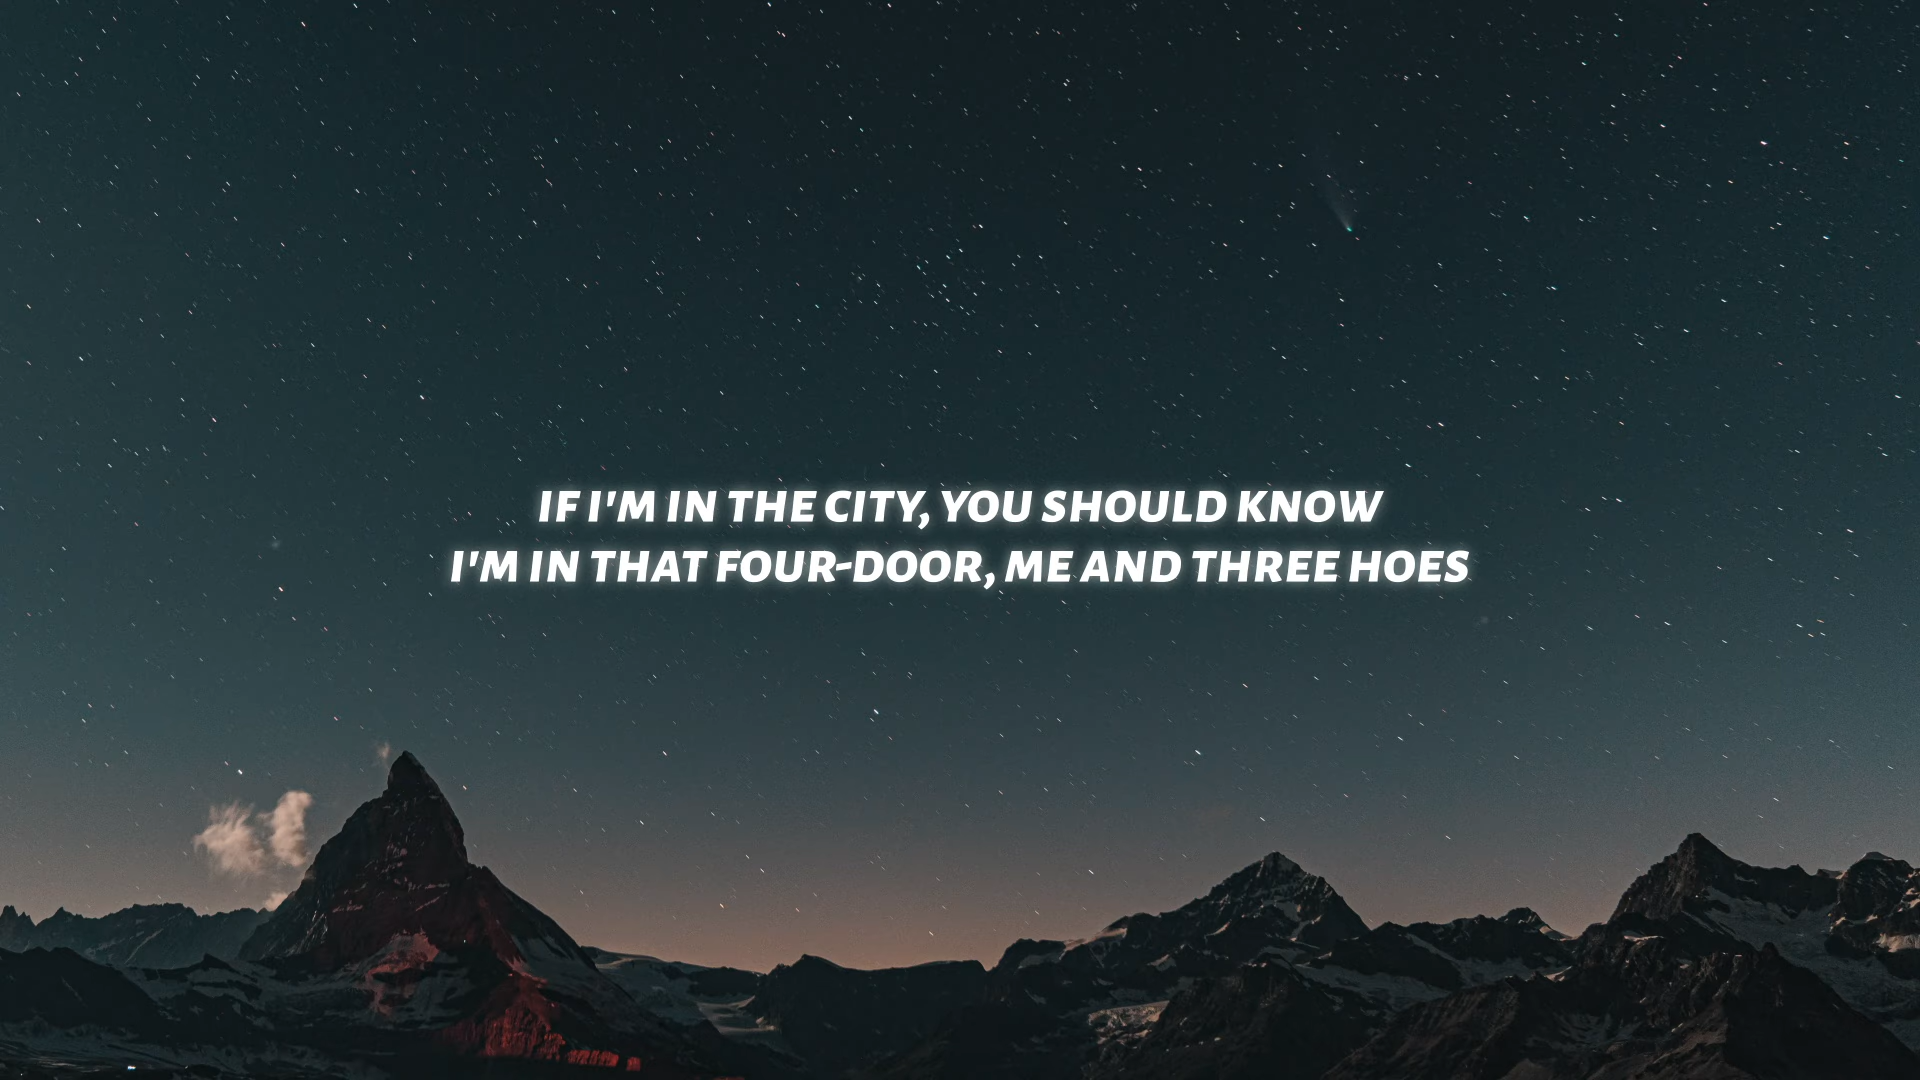 IF I'M IN THE CITY, YOU SHOULD KNOW
I'M IN THAT FOUR-DOOR, ME AND THREE HOES